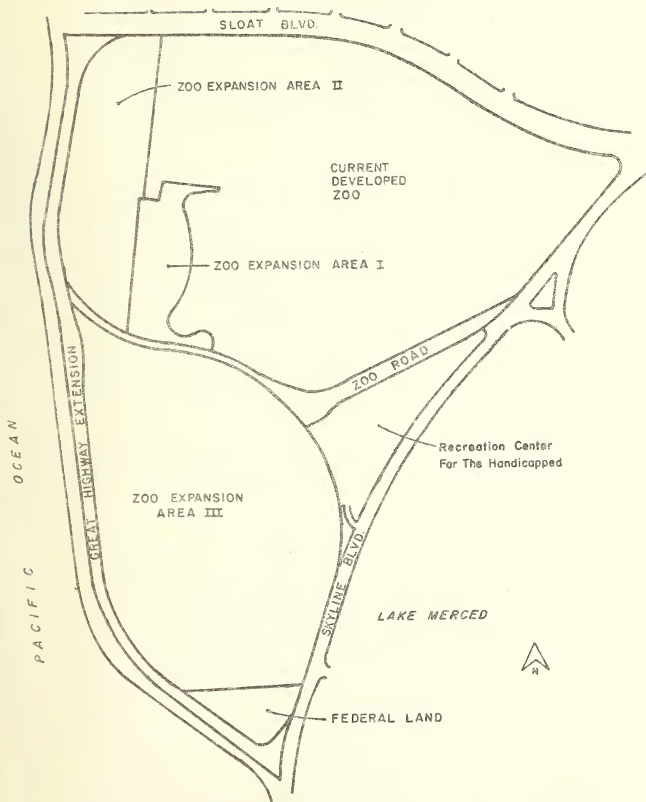 SLOAT BLVD.
ZOO EXPANSION AREA II
CURRENT
DEVELOPED
ZOO
ZOO EXPANSION AREA I
ZOO ROAD
GREAT HIGHWAY EXTENSION
PACIFIC OCEAN
Recreation Center
For The Handicapped
ZOO EXPANSION
AREA III
SKYLINE BLVD.
LAKE MERCED
N
FEDERAL LAND